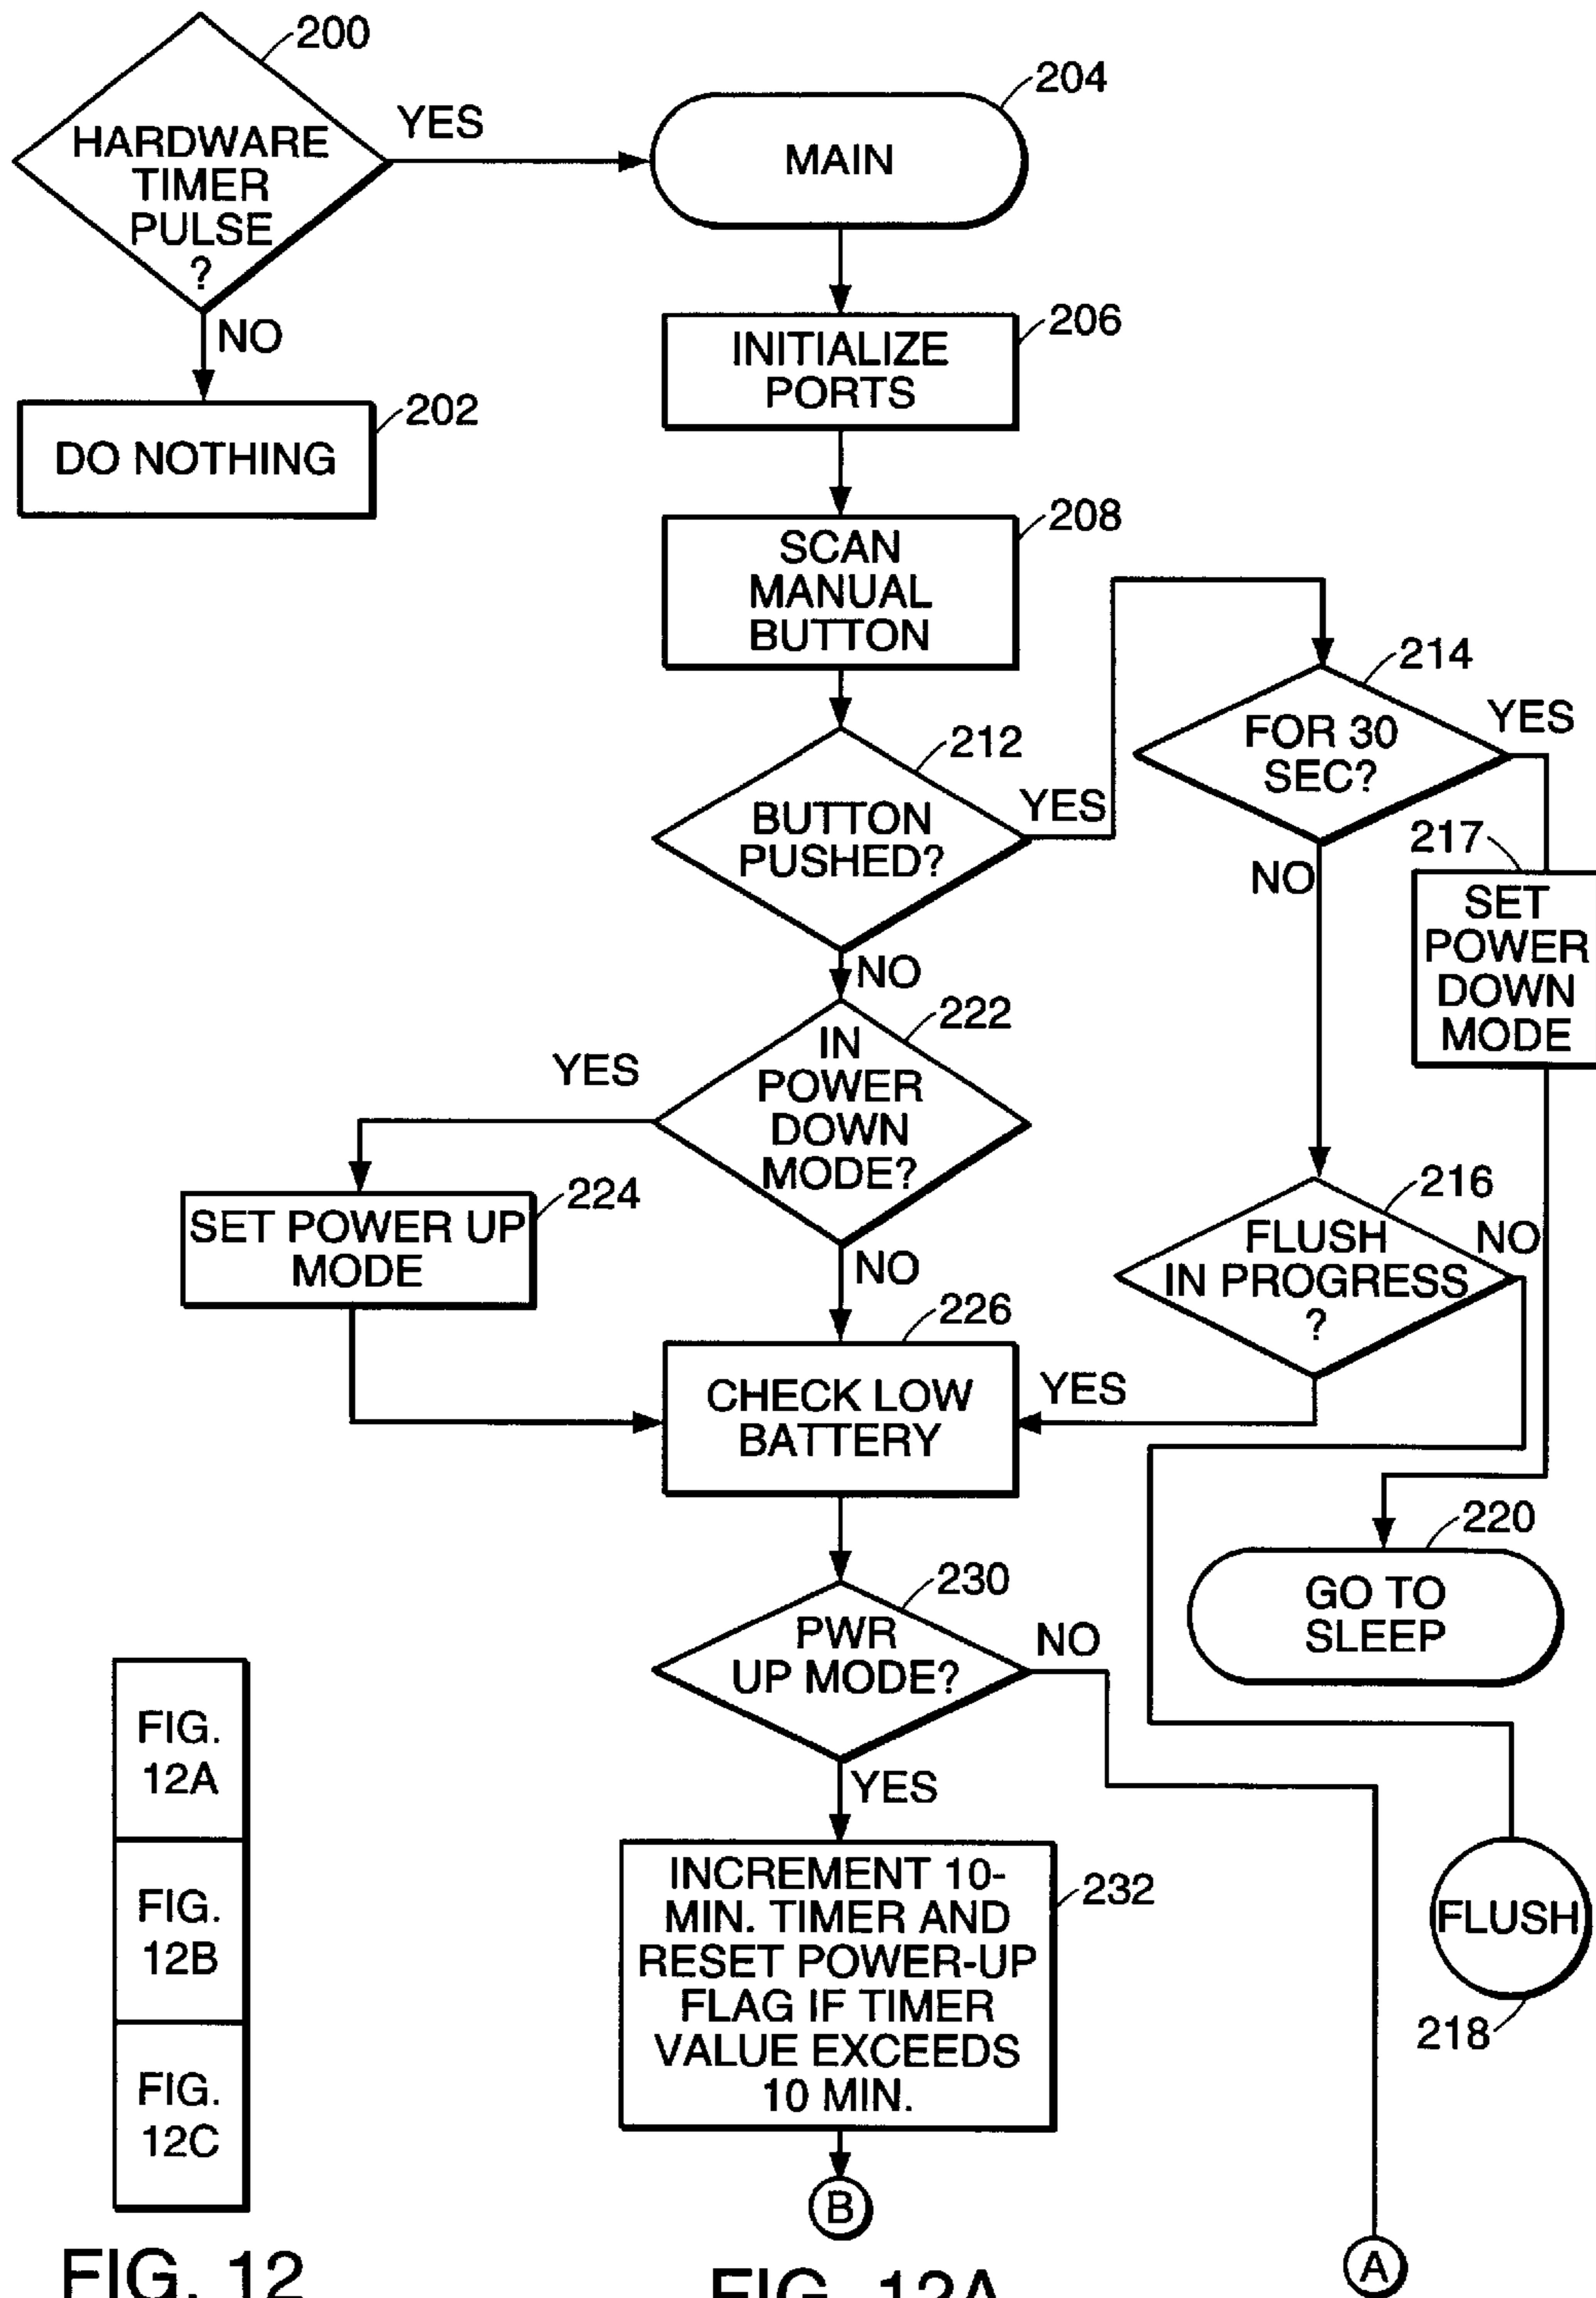 200
HARDWARE
TIMER
PULSE
?
YES
NO
202
DO NOTHING
204
MAIN
206
INITIALIZE
PORTS
208
SCAN
MANUAL
BUTTON
212
BUTTON
PUSHED?
YES
NO
214
FOR 30
SEC?
YES
NO
217
SET
POWER
DOWN
MODE
222
IN
POWER
DOWN
MODE?
YES
NO
224
SET POWER UP
MODE
216
FLUSH
IN PROGRESS
?
NO
YES
226
CHECK LOW
BATTERY
220
GO TO
SLEEP
230
PWR
UP MODE?
NO
YES
232
INCREMENT 10-
MIN. TIMER AND
RESET POWER-UP
FLAG IF TIMER
VALUE EXCEEDS
10 MIN.
FLUSH
218
B
A
FIG.
12A
FIG.
12B
FIG.
12C
FIG. 12
FIG. 12A